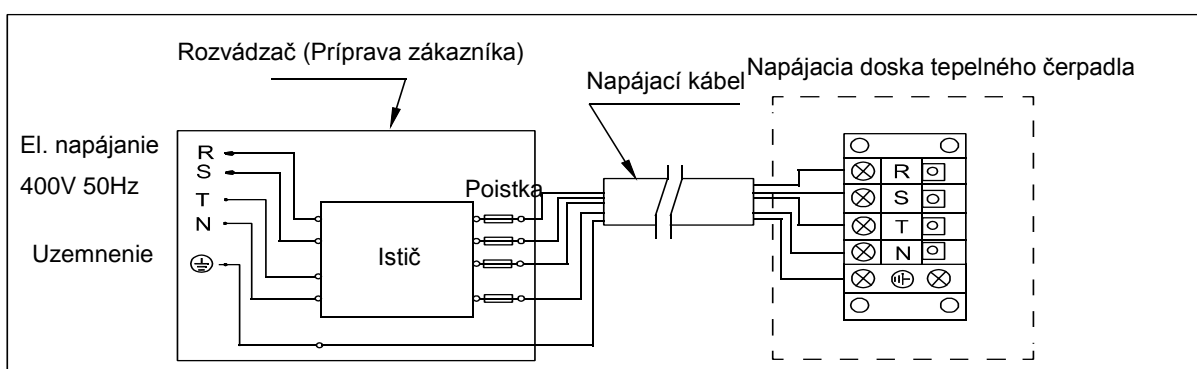 Rozvádzač (Príprava zákazníka)
Napájací kábel
Napájacia doska tepelného čerpadla
El. napájanie
400V 50Hz
Uzemnenie
R
S
T
N
Istič
Poistka
R
S
T
N